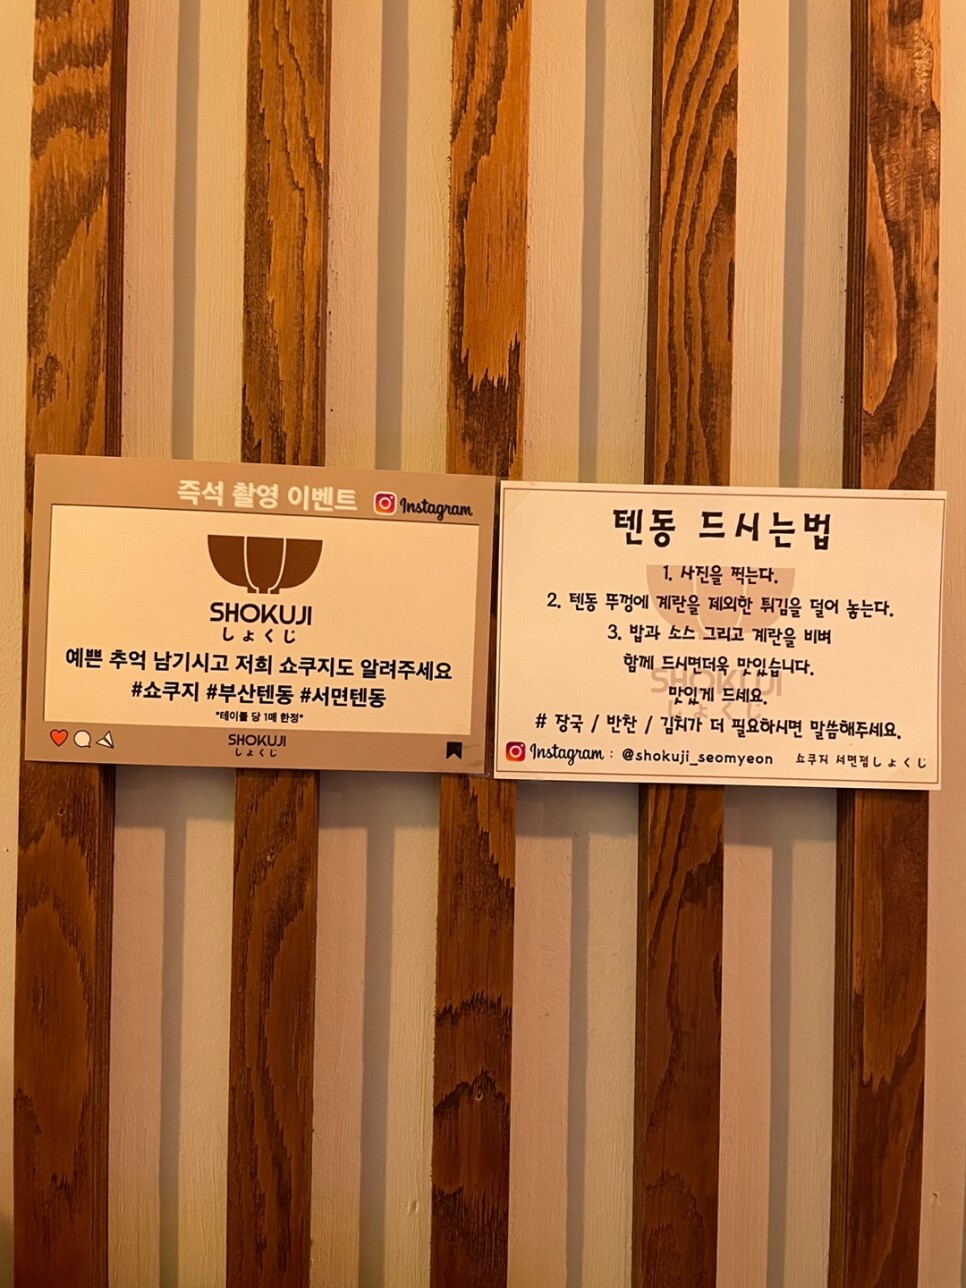 즉석 촬영 이벤트 Instagram
SHOKUJI
しょくじ
예쁜 추억 남기시고 저희 쇼쿠지도 알려주세요
#쇼쿠지 #부산텐동 #서면텐동
*테이블 당 1매 한정*
SHOKUJI
しょくじ
텐동 드시는법
1. 사진을 찍는다.
2. 텐동 뚜껑에 계란을 제외한 튀김을 덜어 놓는다.
3. 밥과 소스 그리고 계란을 비벼
함께 드시면더욱 맛있습니다.
SHOKUJI
맛있게 드세요.
しょくじ
# 장국 / 반찬 / 김치가 더 필요하시면 말씀해주세요.
Instagram : @shokuji_seomyeon 쇼쿠지 서면점しょくじ